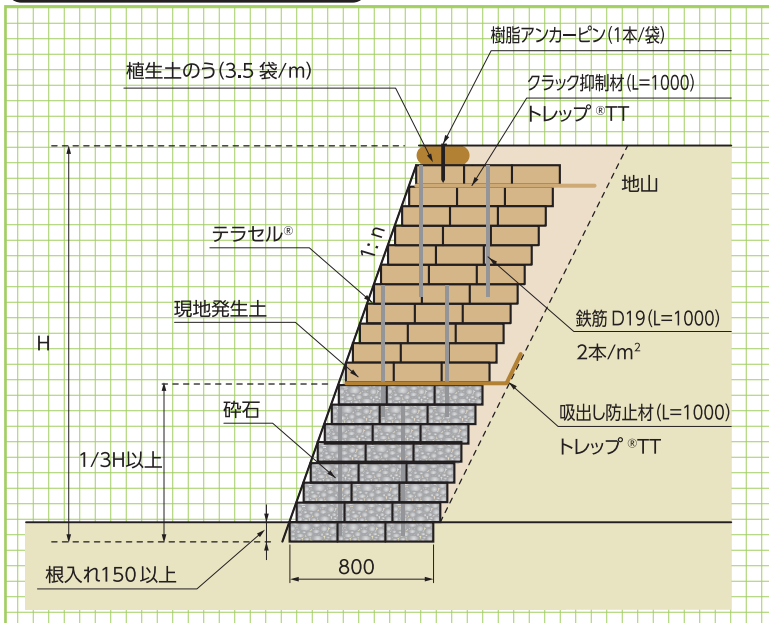 樹脂アンカーピン(1本/袋)
植生土のう(3.5 袋/m)
クラック抑制材(L=1000)
トレップ®TT
地山
1:n
テラセル®
現地発生土
鉄筋 D19(L=1000)
2本/m²
H
砕石
吸出し防止材(L=1000)
トレップ®TT
1/3H以上
根入れ150以上
800